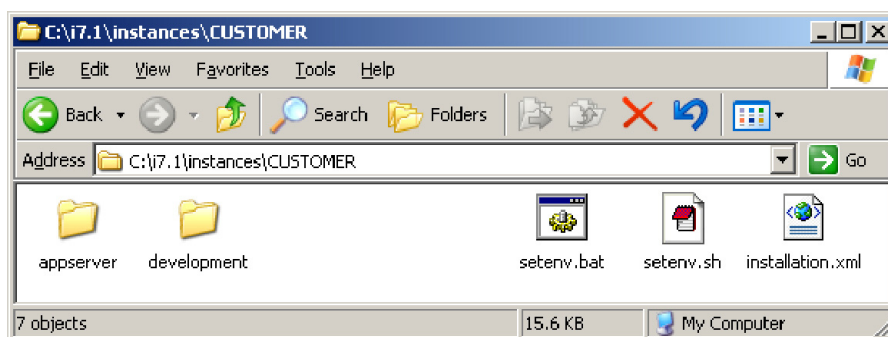 C:\i7.1\instances\CUSTOMER
File Edit View Favorites Tools Help
Back Search Folders
Address C:\i7.1\instances\CUSTOMER Go
appserver development setenv.bat setenv.sh installation.xml
7 objects 15.6 KB My Computer